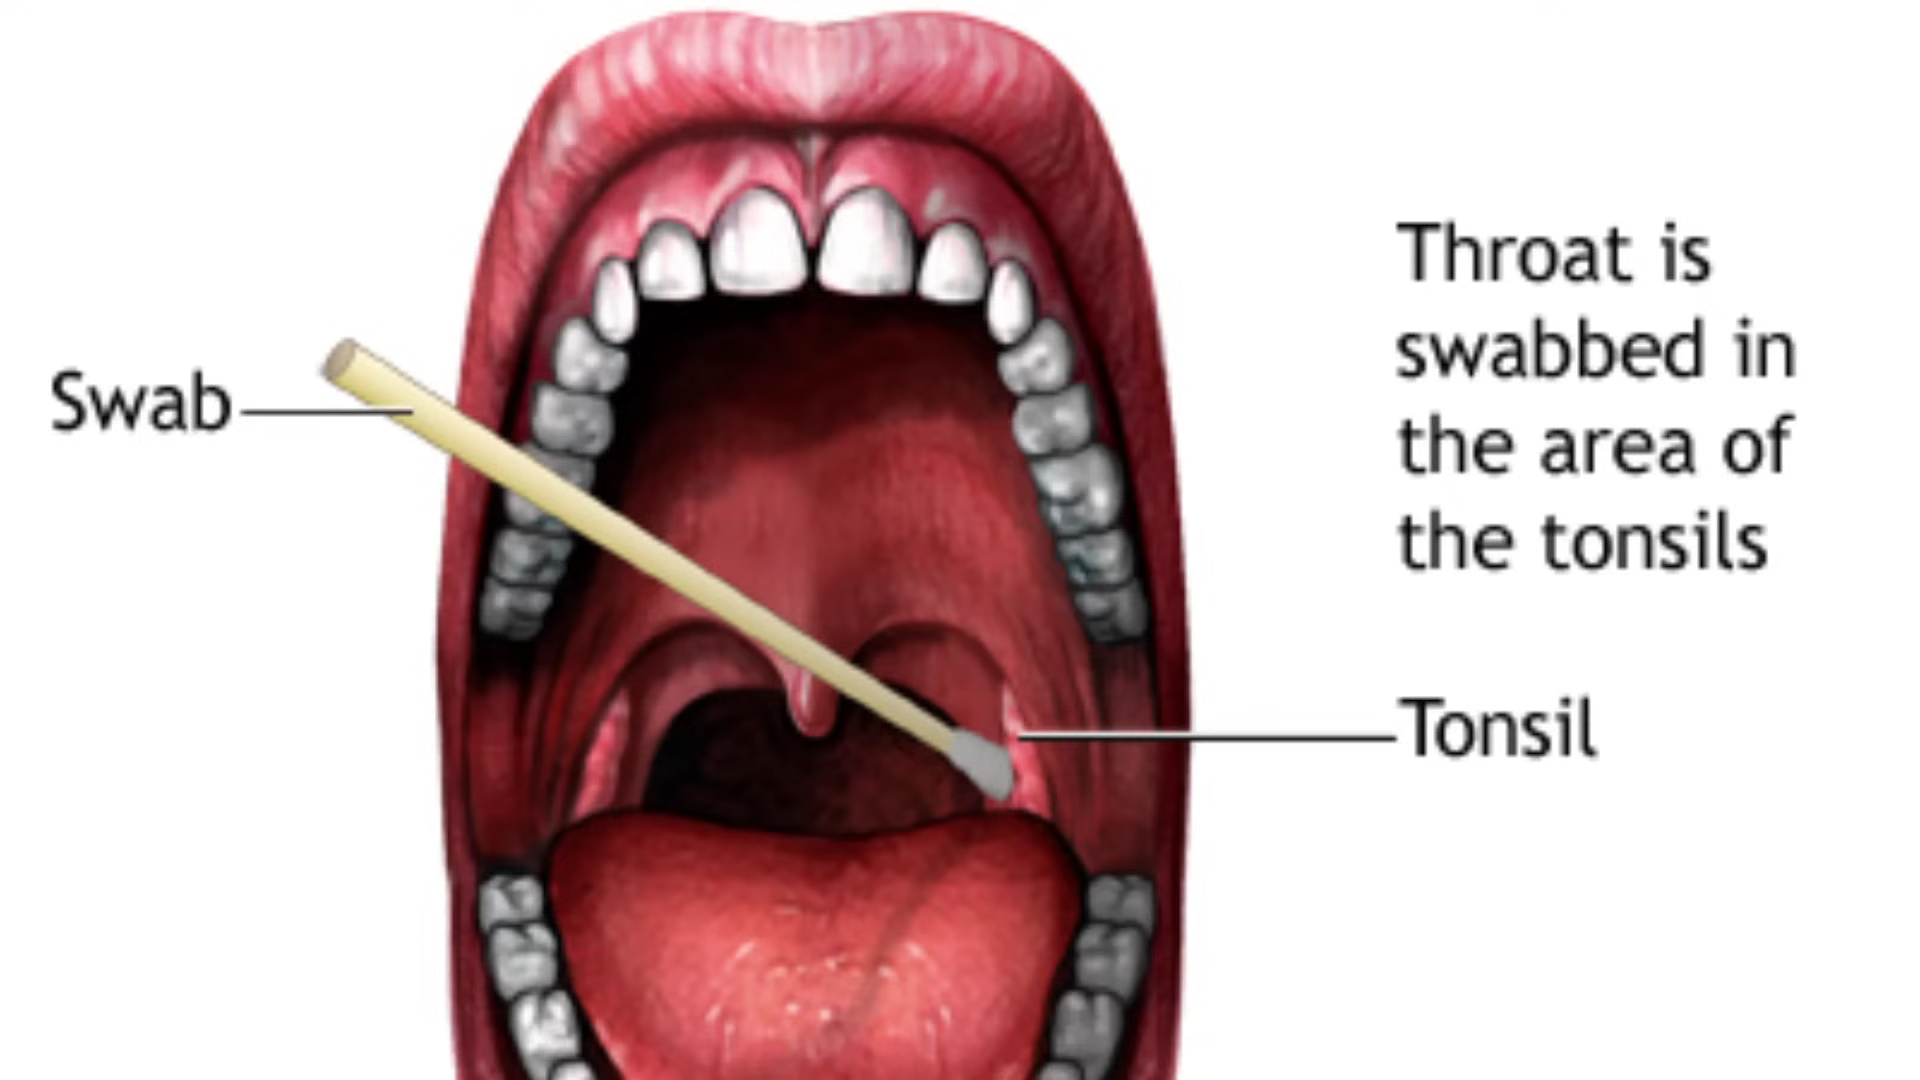 Throat is
swabbed in
the area of
the tonsils
Swab
Tonsil